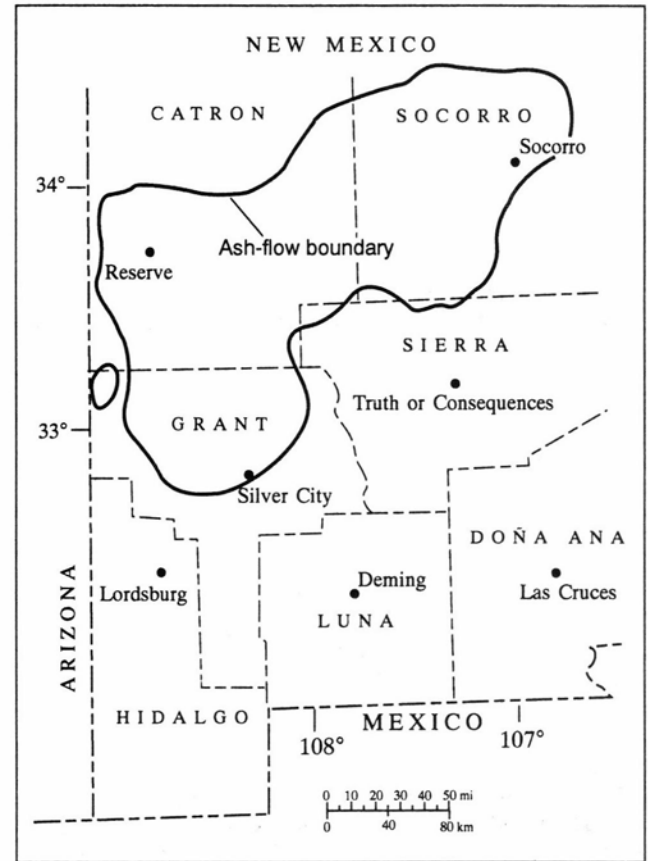 NEW MEXICO
CATRON
SOCORRO
Socorro
34°
Ash-flow boundary
Reserve
SIERRA
Truth or Consequences
GRANT
33°
Silver City
DOÑA ANA
Lordsburg
Deming
Las Cruces
LUNA
ARIZONA
HIDALGO
MEXICO
108°
107°
0 10 20 30 40 50 mi
0 40 80 km